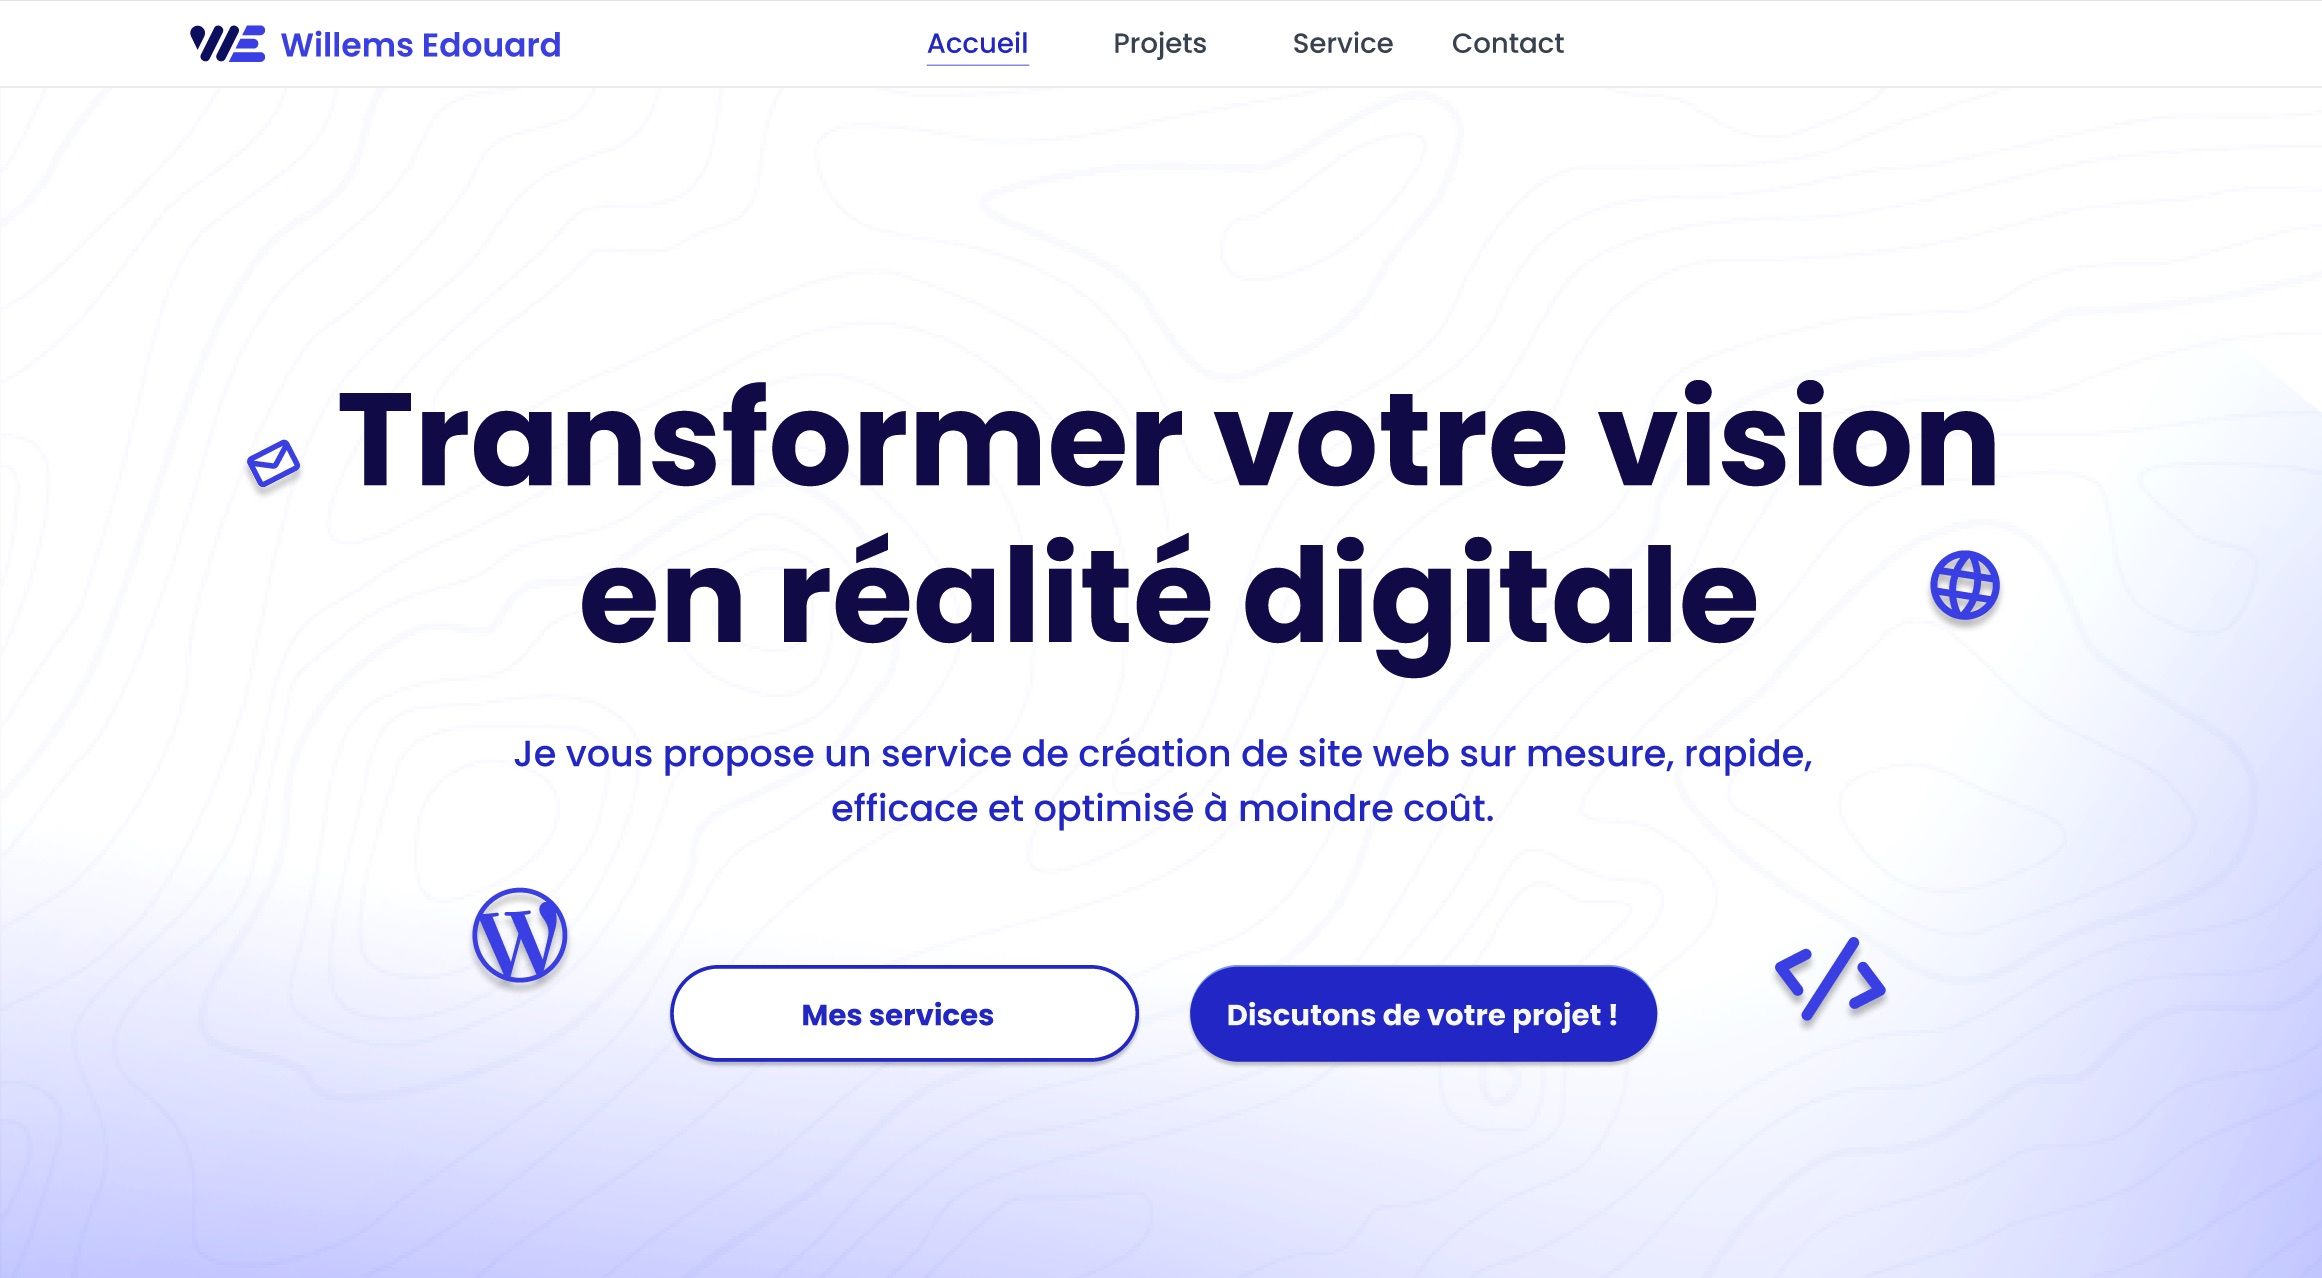 WE Willems Edouard
Accueil Projets Service Contact
Transformer votre vision
en réalité digitale
Je vous propose un service de création de site web sur mesure, rapide,
efficace et optimisé à moindre coût.
W
Mes services
Discutons de votre projet !